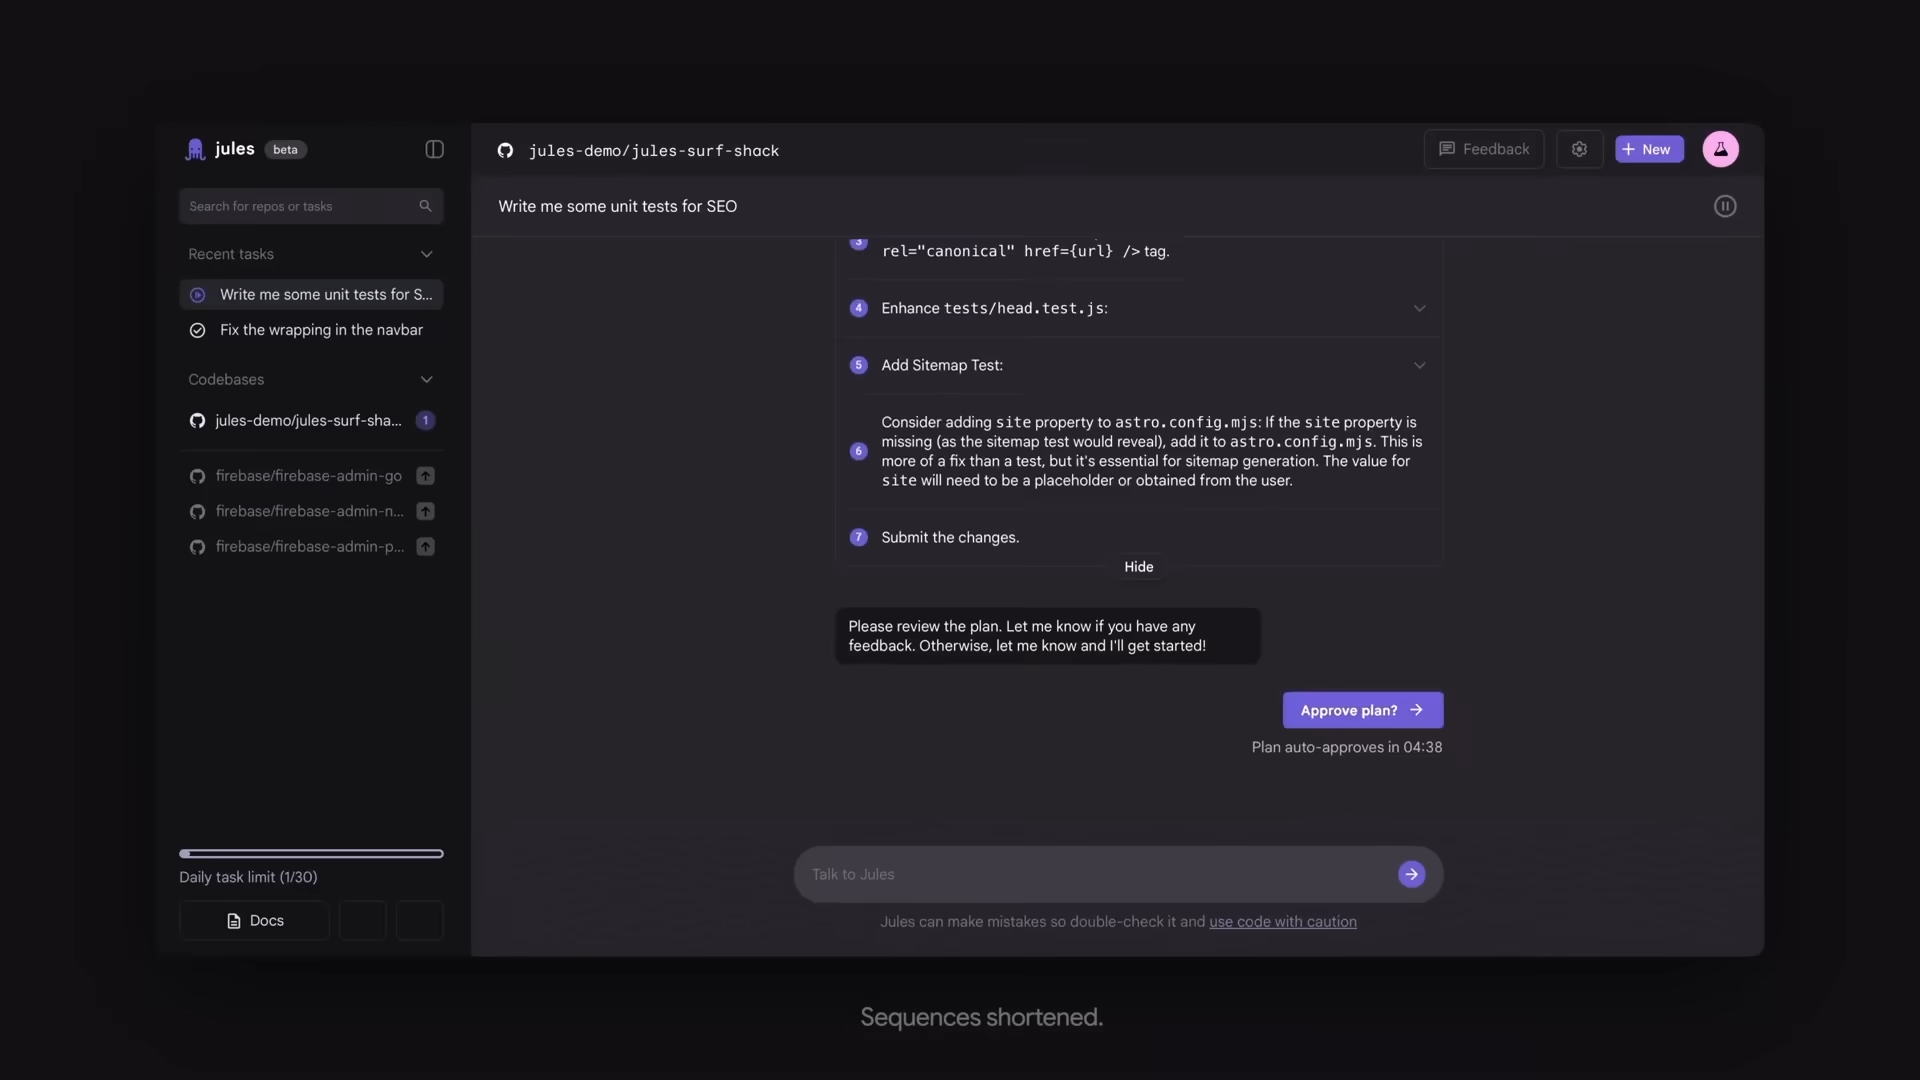 jules beta
Search for repos or tasks
Recent tasks
Write me some unit tests for S...
Fix the wrapping in the navbar
Codebases
jules-demo/jules-surf-sha... 1
firebase/firebase-admin-go
firebase/firebase-admin-n...
firebase/firebase-admin-p...
Daily task limit (1/30)
Docs
jules-demo/jules-surf-shack
Feedback
+ New
Write me some unit tests for SEO
3
rel="canonical" href={url} /> tag.
4 Enhance tests/head.test.js:
5 Add Sitemap Test:
6
Consider adding site property to astro.config.mjs: If the site property is
missing (as the sitemap test would reveal), add it to astro.config.mjs. This is
more of a fix than a test, but it's essential for sitemap generation. The value for
site will need to be a placeholder or obtained from the user.
7 Submit the changes.
Hide
Please review the plan. Let me know if you have any
feedback. Otherwise, let me know and I'll get started!
Approve plan?
Plan auto-approves in 04:38
Talk to Jules
Jules can make mistakes so double-check it and use code with caution
Sequences shortened.